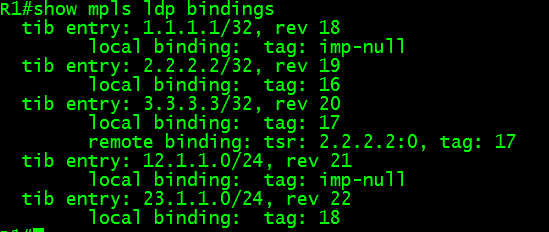 R1#show mpls ldp bindings
tib entry: 1.1.1.1/32, rev 18
local binding:  tag: imp-null
tib entry: 2.2.2.2/32, rev 19
local binding:  tag: 16
tib entry: 3.3.3.3/32, rev 20
local binding:  tag: 17
remote binding: tsr: 2.2.2.2:0, tag: 17
tib entry: 12.1.1.0/24, rev 21
local binding:  tag: imp-null
tib entry: 23.1.1.0/24, rev 22
local binding:  tag: 18